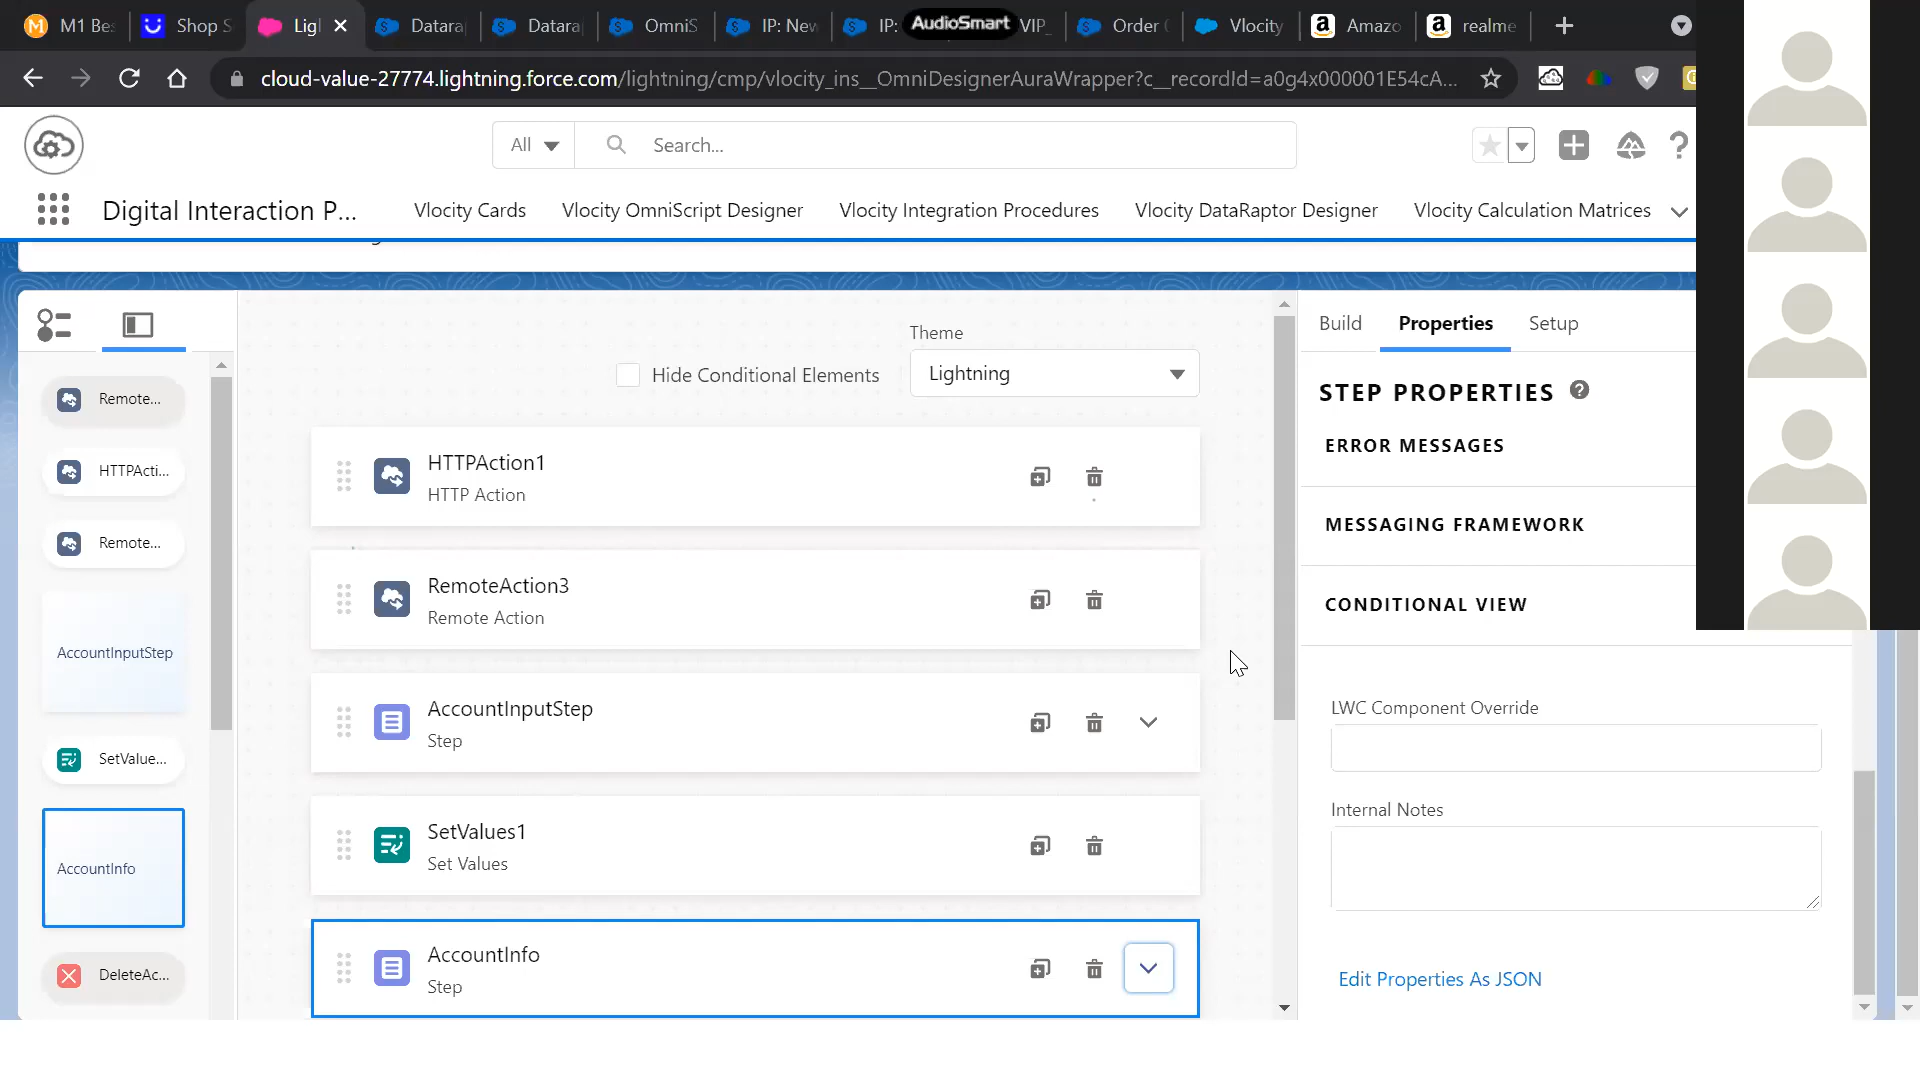 M1 Bes
Shop S
Ligl
Datara
Datara
OmniS
IP: New
IP:
AudioSmart
VIP_
Order
Vlocity
Amazo
realme
cloud-value-27774.lightning.force.com/lightning/cmp/vlocity_ins__OmniDesignerAuraWrapper?c__recordId=a0g4x000001E54cA...
All
Search...
Digital Interaction P...
Vlocity Cards
Vlocity OmniScript Designer
Vlocity Integration Procedures
Vlocity DataRaptor Designer
Vlocity Calculation Matrices
Remote...
HTTPActi...
Remote...
AccountInputStep
SetValue...
AccountInfo
DeleteAc...
Theme
Hide Conditional Elements
Lightning
HTTPAction1
HTTP Action
RemoteAction3
Remote Action
AccountInputStep
Step
SetValues1
Set Values
AccountInfo
Step
Build
Properties
Setup
STEP PROPERTIES
ERROR MESSAGES
MESSAGING FRAMEWORK
CONDITIONAL VIEW
LWC Component Override
Internal Notes
Edit Properties As JSON